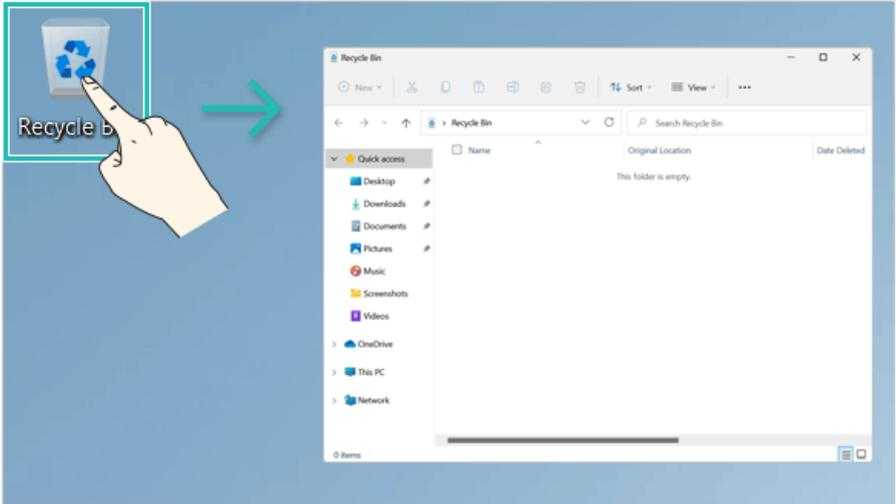 Recycle B
Recycle Bin
New
Sort
View
Recycle Bin
Search Recycle Bin
Name
Original Location
Date Deleted
This folder is empty.
Quick access
Desktop
Downloads
Documents
Pictures
Music
Screenshots
Videos
OneDrive
This PC
Network
0 items